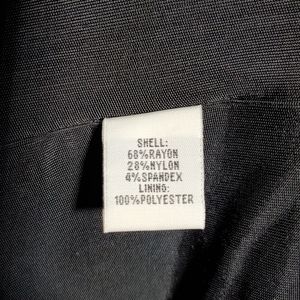 SHELL:
68%RAYON
28%NYLON
4%SPANDEX
LINING:
100%POLYESTER